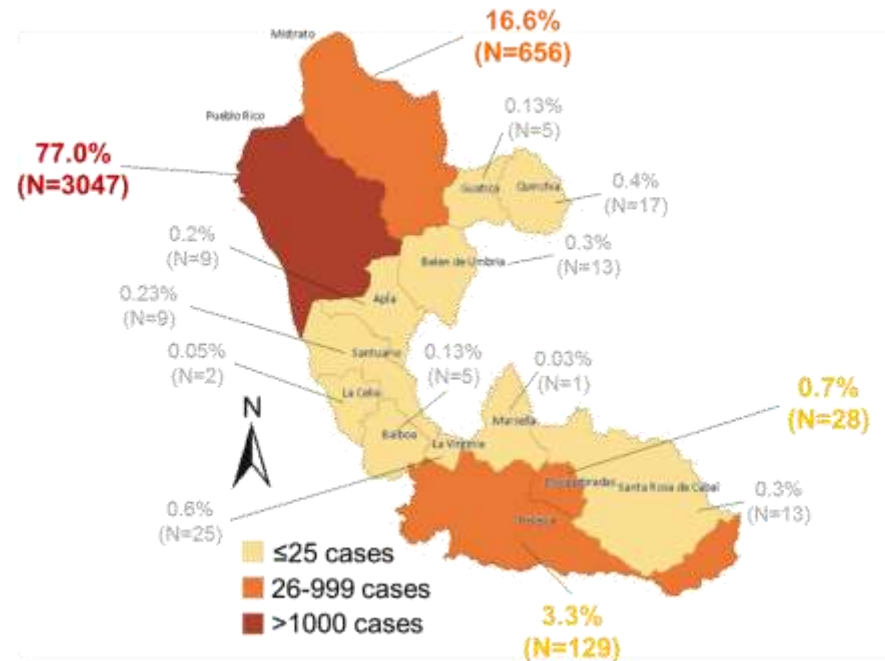 Mistrato
16.6%
(N=656)
Pueblo Rico
0.13%
(N=5)
77.0%
(N=3047)
Guatica
Quinchia
0.4%
(N=17)
0.2%
(N=9)
Belen de Umbria
0.3%
(N=13)
0.23%
(N=9)
Apia
0.05%
(N=2)
Santuario
0.13%
(N=5)
0.03%
(N=1)
0.7%
(N=28)
La Celia
N
Balboa
La Virginia
Marsella
Santa Rosa de Cabal
0.3%
(N=13)
0.6%
(N=25)
≤25 cases
26-999 cases
>1000 cases
3.3%
(N=129)